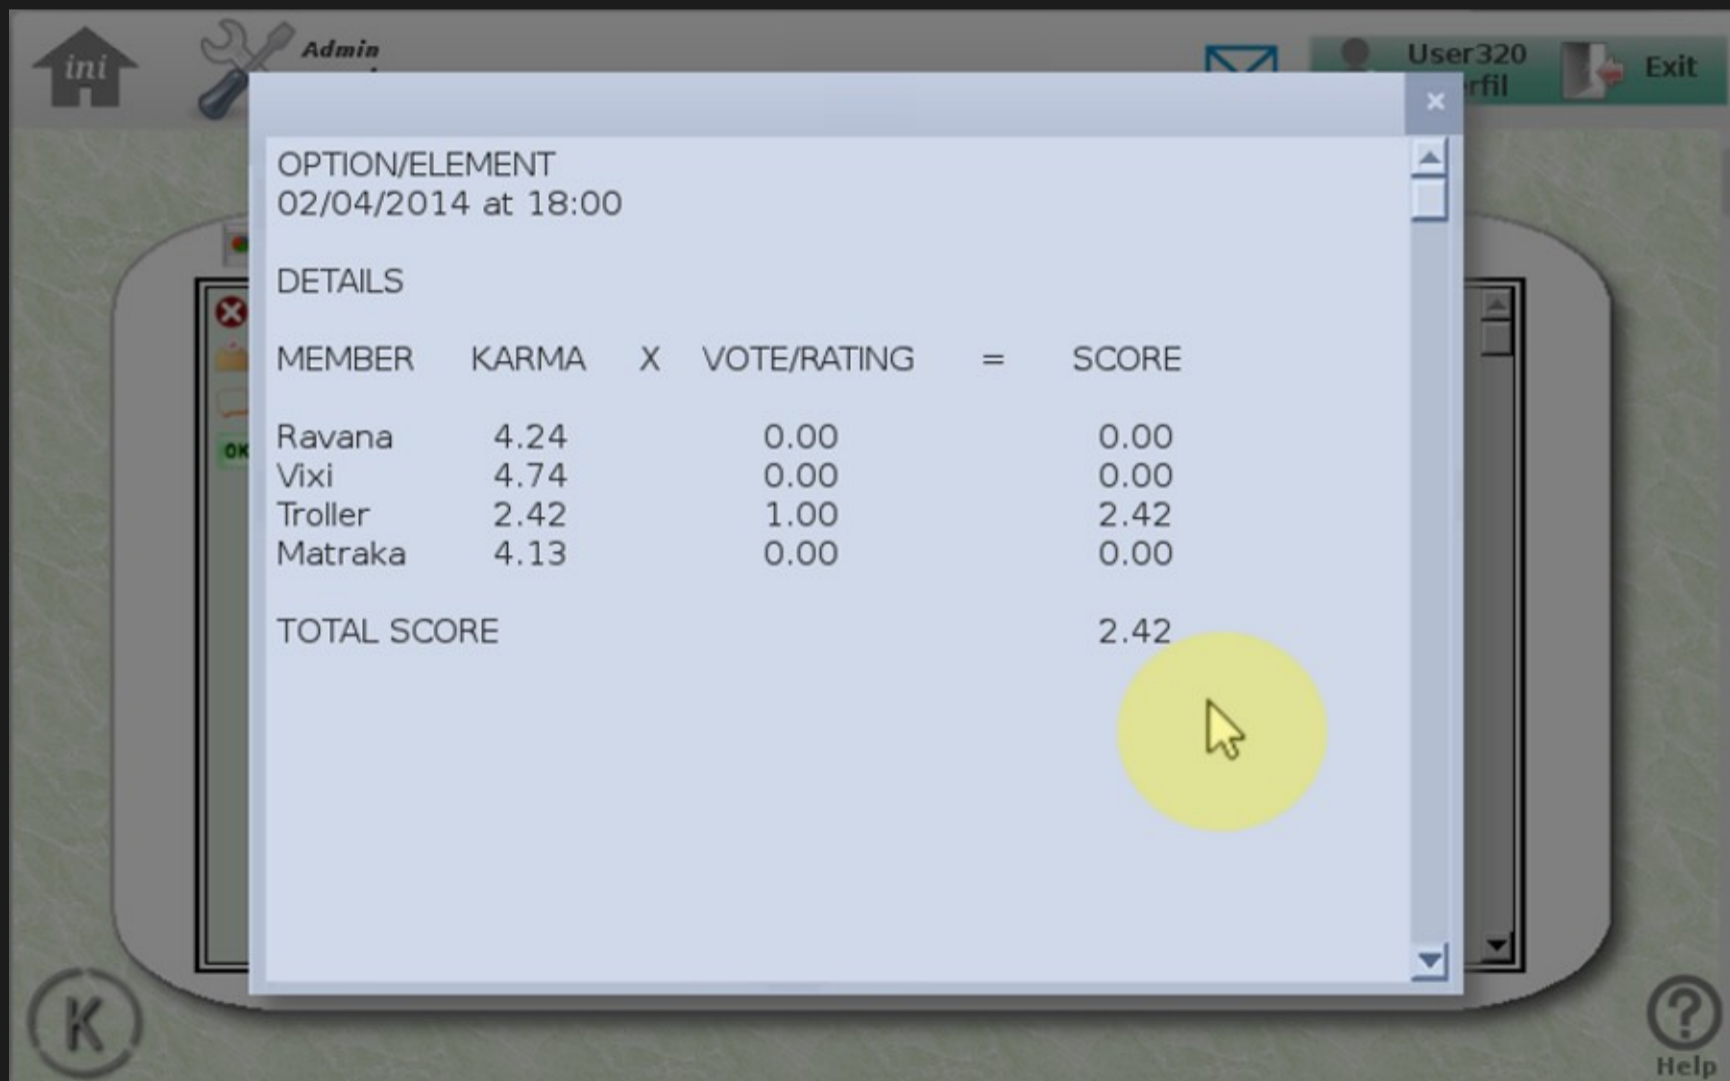 ini
Admin
User320
rfil
Exit
×
OPTION/ELEMENT
02/04/2014 at 18:00
DETAILS
MEMBER KARMA X VOTE/RATING = SCORE
Ravana 4.24 0.00 0.00
Vixi 4.74 0.00 0.00
Troller 2.42 1.00 2.42
Matraka 4.13 0.00 0.00
TOTAL SCORE 2.42
OK
K
?
Help